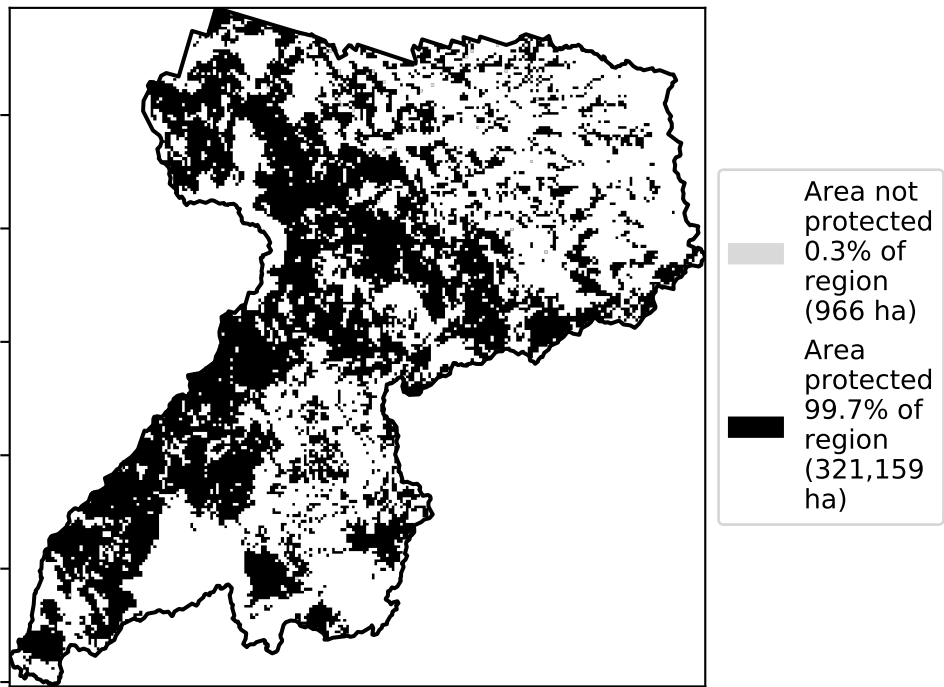 Area not
protected
0.3% of
region
(966 ha)
Area
protected
99.7% of
region
(321,159
ha)